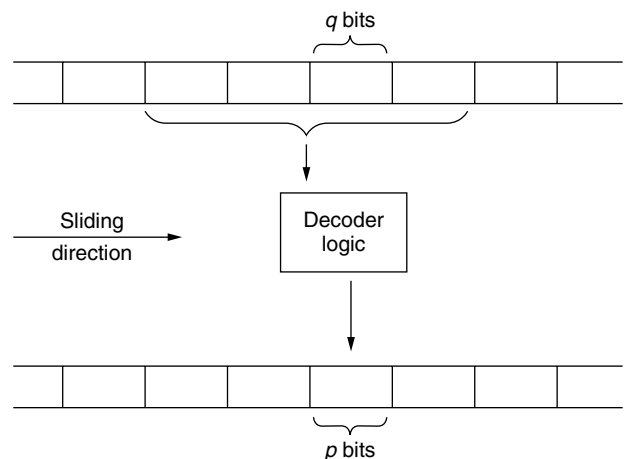 q bits
Decoder
logic
Sliding
direction
p bits